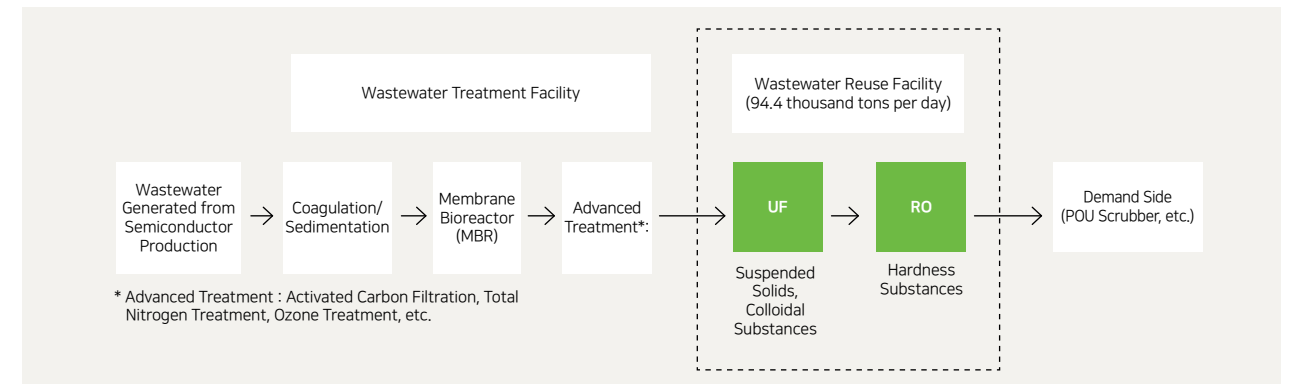 Wastewater Treatment Facility
Wastewater Reuse Facility
(94.4 thousand tons per day)
Wastewater
Generated from
Semiconductor
Production
Coagulation/
Sedimentation
Membrane
Bioreactor
(MBR)
Advanced
Treatment*:
UF
RO
Demand Side
(POU Scrubber, etc.)
Suspended
Solids,
Colloidal
Substances
Hardness
Substances
* Advanced Treatment : Activated Carbon Filtration, Total
Nitrogen Treatment, Ozone Treatment, etc.